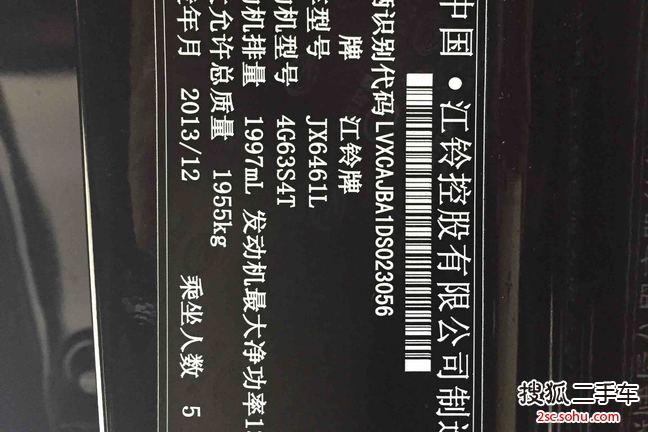 中国·江铃控股有限公司制造
辆识别代码 LVXCAJBA1DS023056
牌 江铃牌
型号 JX6461L
动机型号 4G63S4T
动机排量 1997mL 发动机最大净功率1
允许总质量 1955kg
年月 2013/12 乘坐人数 5
搜狐二手车
2sc.sohu.com